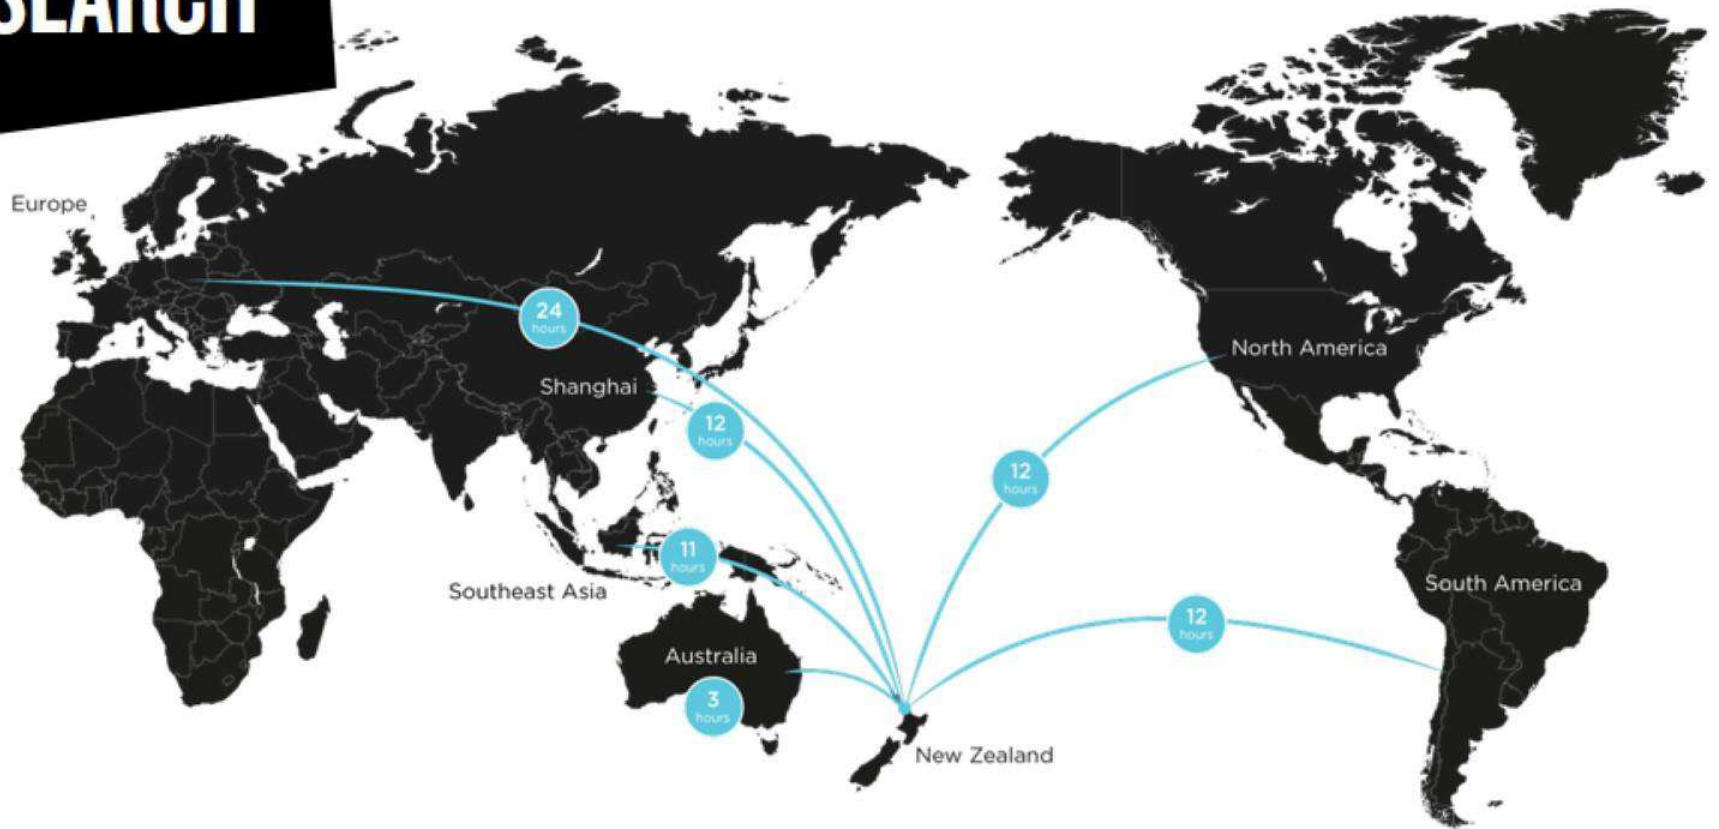 SEARCH
Europe
24
hours
Shanghai
12
hours
North America
12
hours
11
hours
Southeast Asia
South America
12
hours
Australia
3
hours
New Zealand